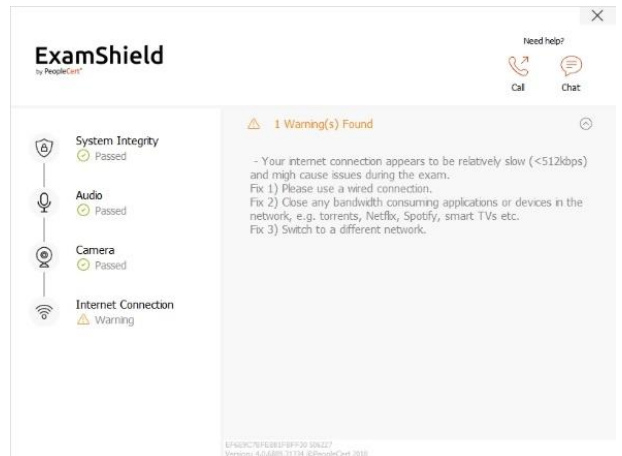 Need help?
ExamShield
by PeopleCert
Call
Chat
1 Warning(s) Found
System Integrity
Passed
- Your internet connection appears to be relatively slow (<512kbps)
and migh cause issues during the exam.
Fix 1) Please use a wired connection.
Fix 2) Close any bandwidth consuming applications or devices in the
network, e.g. torrents, Netflix, Spotify, smart TVs etc.
Fix 3) Switch to a different network.
Audio
Passed
Camera
Passed
Internet Connection
Warning
©PeopleCert 2018